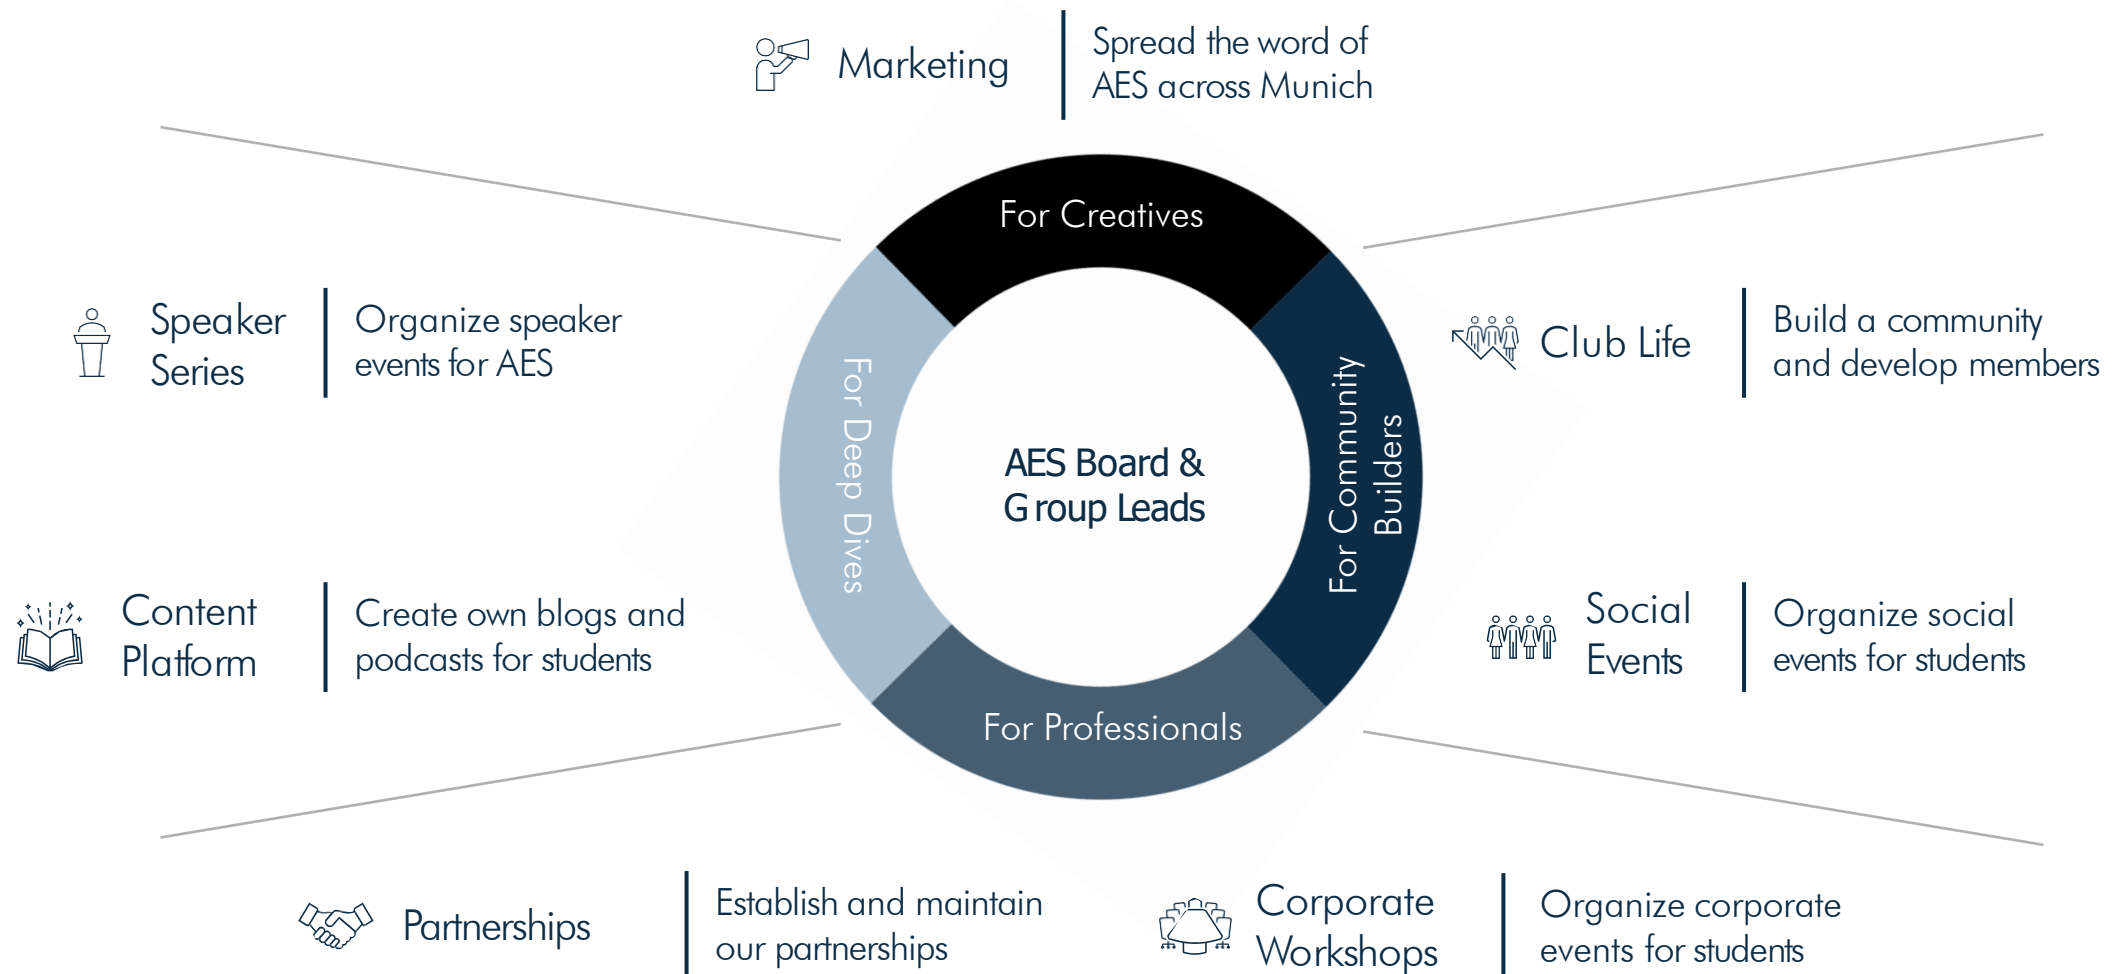 Marketing
Spread the word of
AES across Munich
For Creatives
Speaker
Series
Organize speaker
events for AES
Club Life
Build a community
and develop members
For Deep Dives
AES Board &
Group Leads
For Community
Builders
Content
Platform
Create own blogs and
podcasts for students
Social
Events
Organize social
events for students
For Professionals
Partnerships
Establish and maintain
our partnerships
Corporate
Workshops
Organize corporate
events for students